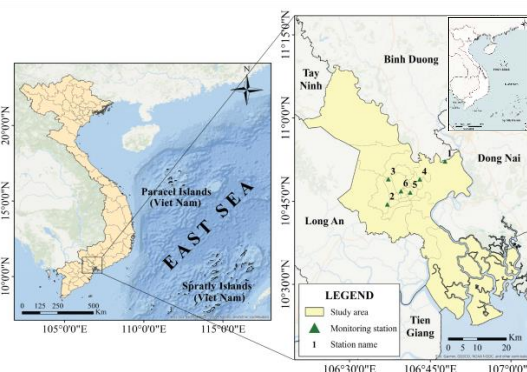 N
20°0'0"N
15°0'0"N
10°0'0"N
Paracel Islands
(Viet Nam)
EAST SEA
Spratly Islands
(Viet Nam)
0 125 250 500
Km
105°0'0"E 110°0'0"E 115°0'0"E
11°15'0"N
11°0'0"N
10°45'0"N
10°30'0"N
Binh Duong
Tay
Ninh
Dong Nai
1
3
4
6
5
2
Long An
LEGEND
Study area
Monitoring station
1 Station name
Tien
Giang
0 5 10 20
Km
106°30'0"E 106°45'0"E 107°0'0"